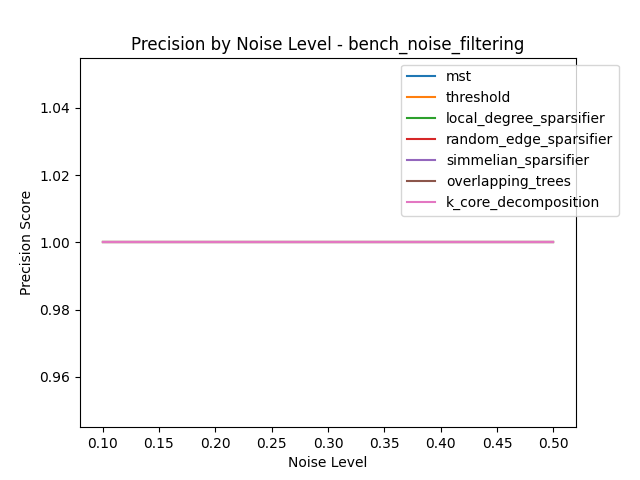 Precision by Noise Level - bench_noise_filtering
mst
threshold
local_degree_sparsifier
random_edge_sparsifier
simmelian_sparsifier
overlapping_trees
k_core_decomposition
Precision Score
1.04
1.02
1.00
0.98
0.96
0.10 0.15 0.20 0.25 0.30 0.35 0.40 0.45 0.50
Noise Level